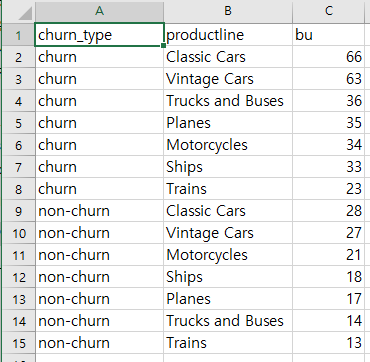 A B C
1 churn_type productline bu
2 churn Classic Cars 66
3 churn Vintage Cars 63
4 churn Trucks and Buses 36
5 churn Planes 35
6 churn Motorcycles 34
7 churn Ships 33
8 churn Trains 23
9 non-churn Classic Cars 28
10 non-churn Vintage Cars 27
11 non-churn Motorcycles 21
12 non-churn Ships 18
13 non-churn Planes 17
14 non-churn Trucks and Buses 14
15 non-churn Trains 13